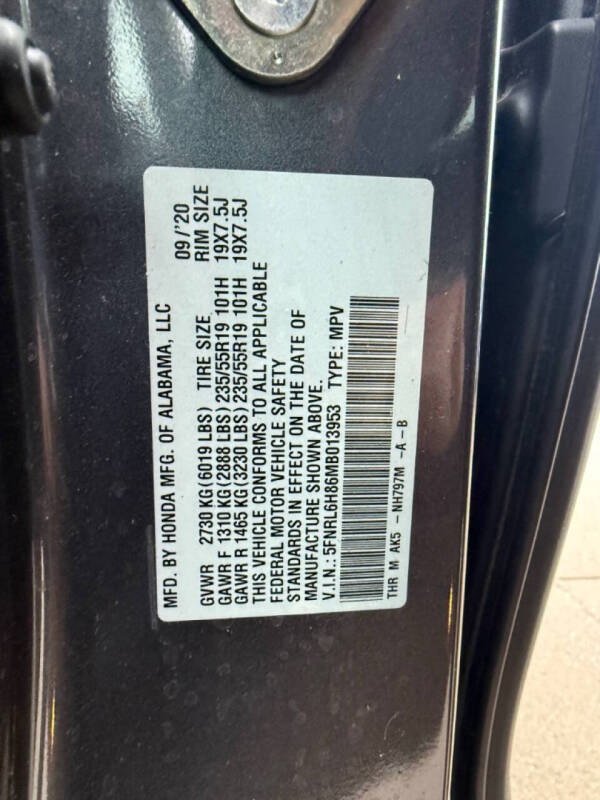 MFD. BY HONDA MFG. OF ALABAMA, LLC 09/'20
GVWR 2730 KG(6019 LBS) TIRE SIZE RIM SIZE
GAWR F 1310 KG(2888 LBS)235/55R19 101H 19X7.5J
GAWR R 1465 KG(3230 LBS)235/55R19 101H 19X7.5J
THIS VEHICLE CONFORMS TO ALL APPLICABLE
FEDERAL MOTOR VEHICLE SAFETY
STANDARDS IN EFFECT ON THE DATE OF
MANUFACTURE SHOWN ABOVE.
V.I.N.: 5FNRL6H86MB013953 TYPE: MPV
THR M AK5 - NH797M -A-B